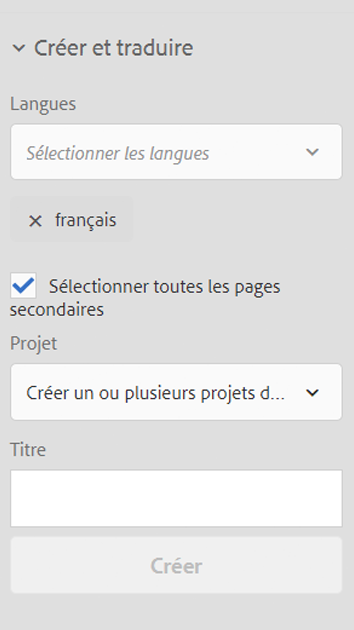 Créer et traduire
Langues
Sélectionner les langues
français
Sélectionner toutes les pages
secondaires
Projet
Créer un ou plusieurs projets d...
Titre
Créer